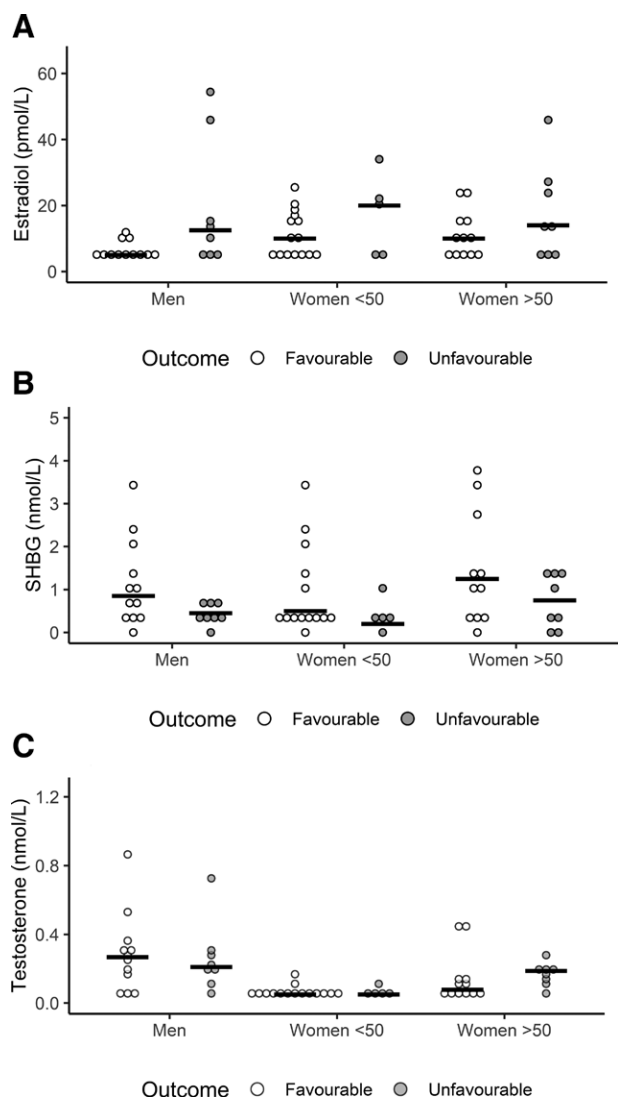 A
Estradiol (pmol/L)
60
40
20
0
Men Women <50 Women >50
Outcome Favourable Unfavourable
B
SHBG (nmol/L)
5
4
3
2
1
0
Men Women <50 Women >50
Outcome Favourable Unfavourable
C
Testosterone (nmol/L)
1.2
0.8
0.4
0.0
Men Women <50 Women >50
Outcome Favourable Unfavourable